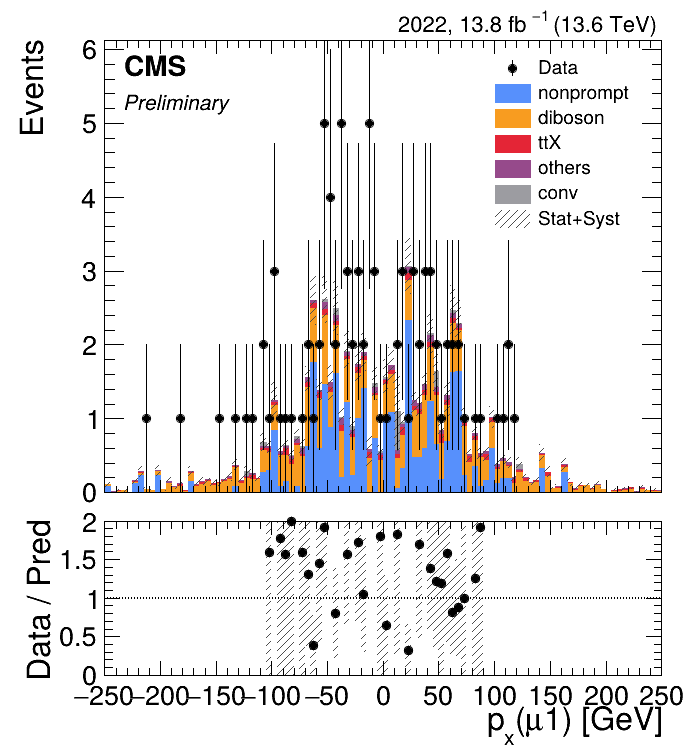 2022, 13.8 fb⁻¹ (13.6 TeV)
CMS
Preliminary
Events
Data
nonprompt
diboson
ttX
others
conv
Stat+Syst
6
5
4
3
2
1
0
Data / Pred
2
1.5
1
0.5
0
−250 −200 −150 −100 −50 0 50 100 150 200 250
pₓ(μ1) [GeV]